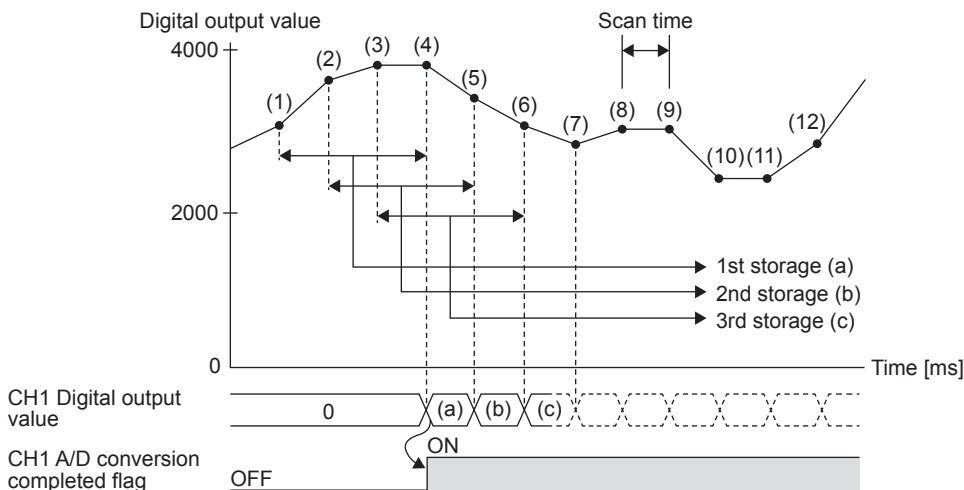 Digital output value
Scan time
4000
(1)
(2)
(3)
(4)
(5)
(6)
(7)
(8)
(9)
(10)
(11)
(12)
2000
1st storage (a)
2nd storage (b)
3rd storage (c)
0
Time [ms]
CH1 Digital output
value
0
(a)
(b)
(c)
CH1 A/D conversion
completed flag
OFF
ON